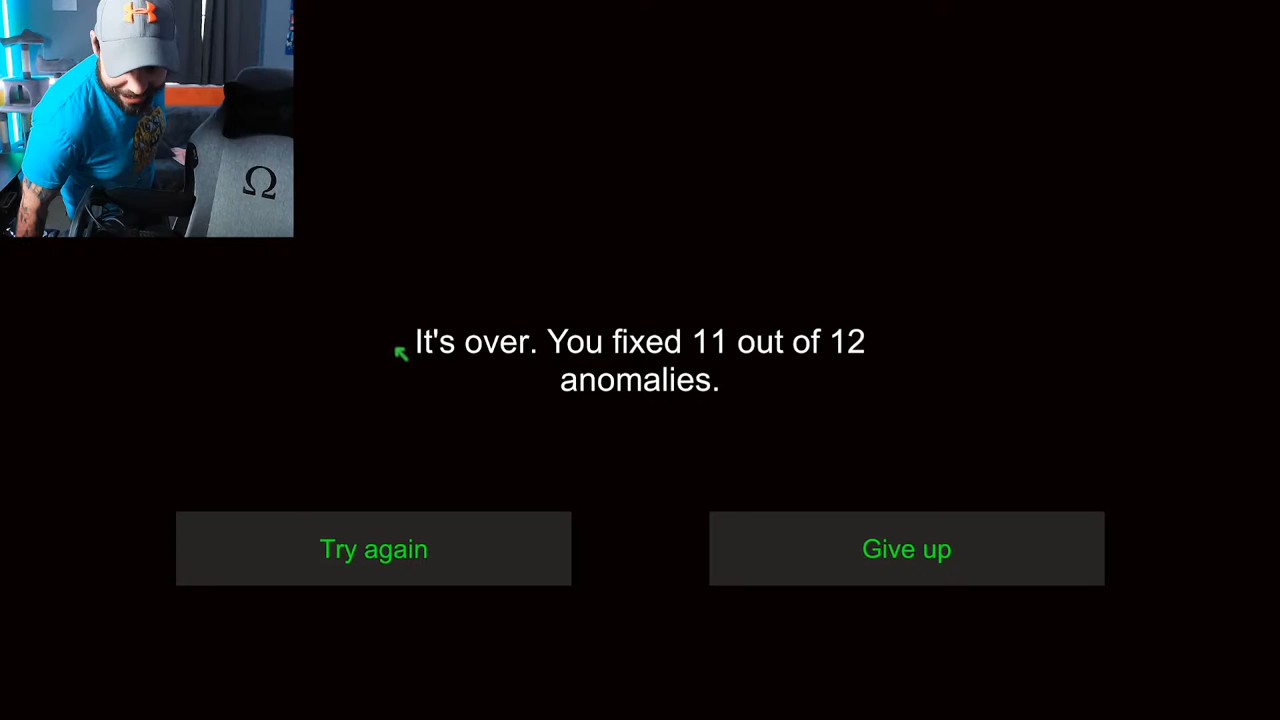 Ω
It's over. You fixed 11 out of 12
anomalies.
Try again
Give up